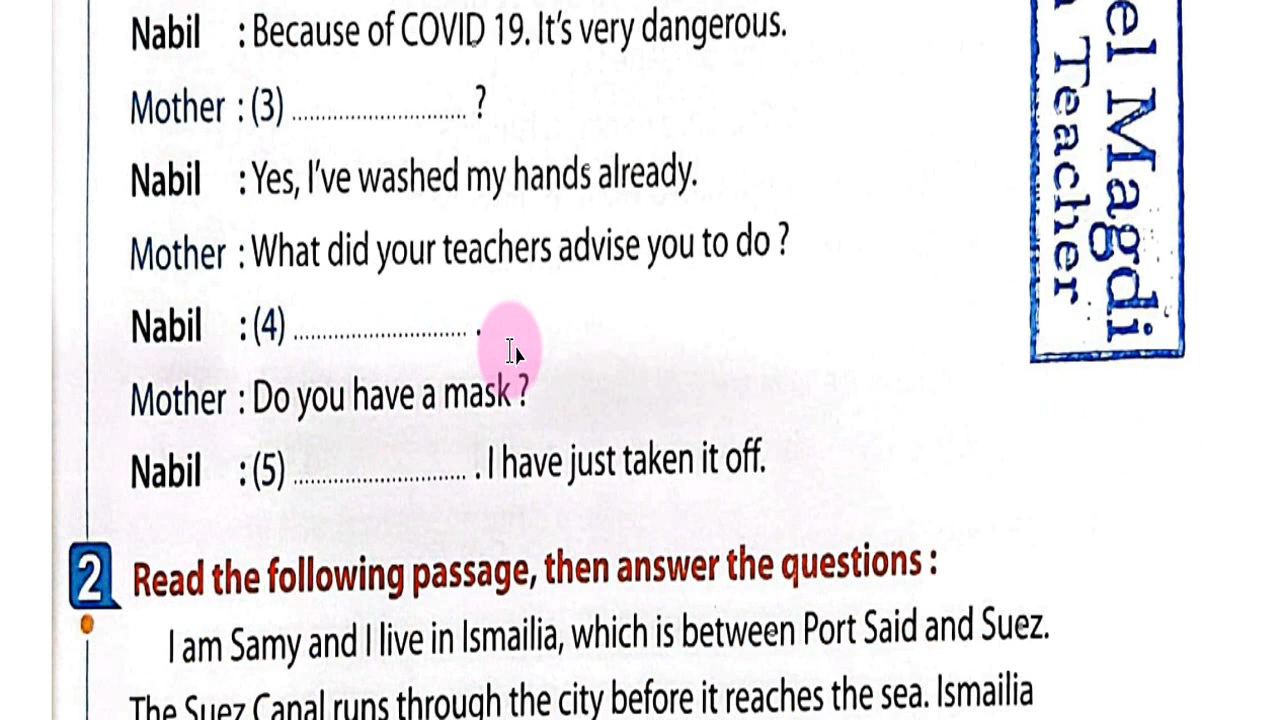 Nabil : Because of COVID 19. It's very dangerous.
Mother : (3) .............................. ?
Nabil : Yes, I've washed my hands already.
Mother : What did your teachers advise you to do ?
Nabil : (4) .............................. .
Mother : Do you have a mask ?
Nabil : (5) .............................. . I have just taken it off.
2 Read the following passage, then answer the questions :
I am Samy and I live in Ismailia, which is between Port Said and Suez.
The Suez Canal runs through the city before it reaches the sea. Ismailia
Magdi
Teacher